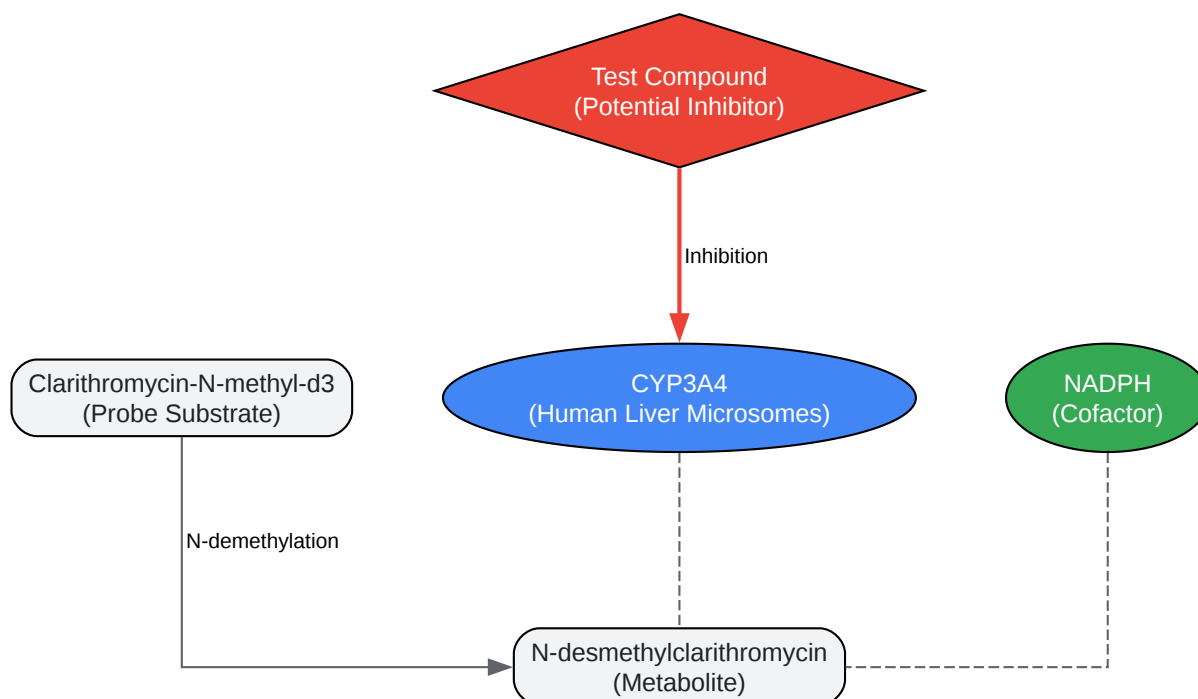 Test Compound
(Potential Inhibitor)
Inhibition
Clarithromycin-N-methyl-d3
(Probe Substrate)
CYP3A4
(Human Liver Microsomes)
NADPH
(Cofactor)
N-demethylation
N-desmethylclarithromycin
(Metabolite)